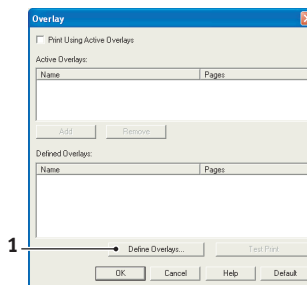 Overlay
Print Using Active Overlays
Active Overlays:
Name Pages
Add Remove
Defined Overlays:
Name Pages
1 Define Overlays... Test Print
OK Cancel Help Default